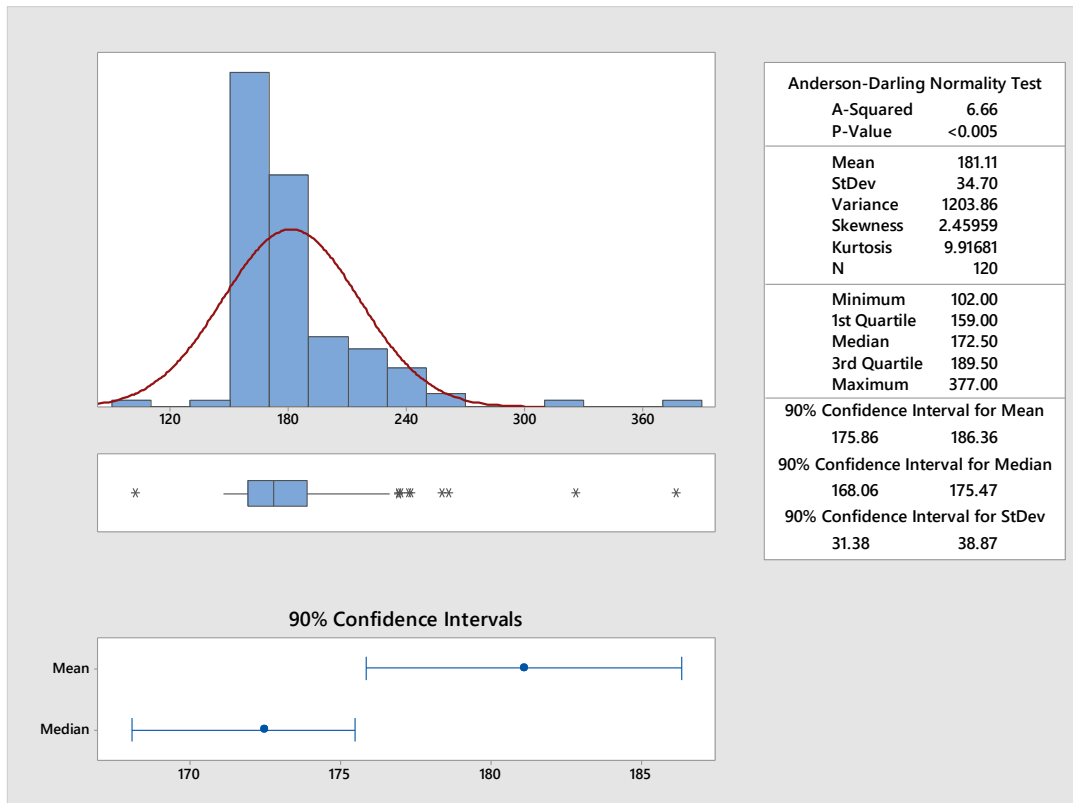 120 180 240 300 360
Anderson-Darling Normality Test
A-Squared 6.66
P-Value <0.005
Mean 181.11
StDev 34.70
Variance 1203.86
Skewness 2.45959
Kurtosis 9.91681
N 120
Minimum 102.00
1st Quartile 159.00
Median 172.50
3rd Quartile 189.50
Maximum 377.00
90% Confidence Interval for Mean
175.86 186.36
90% Confidence Interval for Median
168.06 175.47
90% Confidence Interval for StDev
31.38 38.87
90% Confidence Intervals
Mean
Median
170 175 180 185